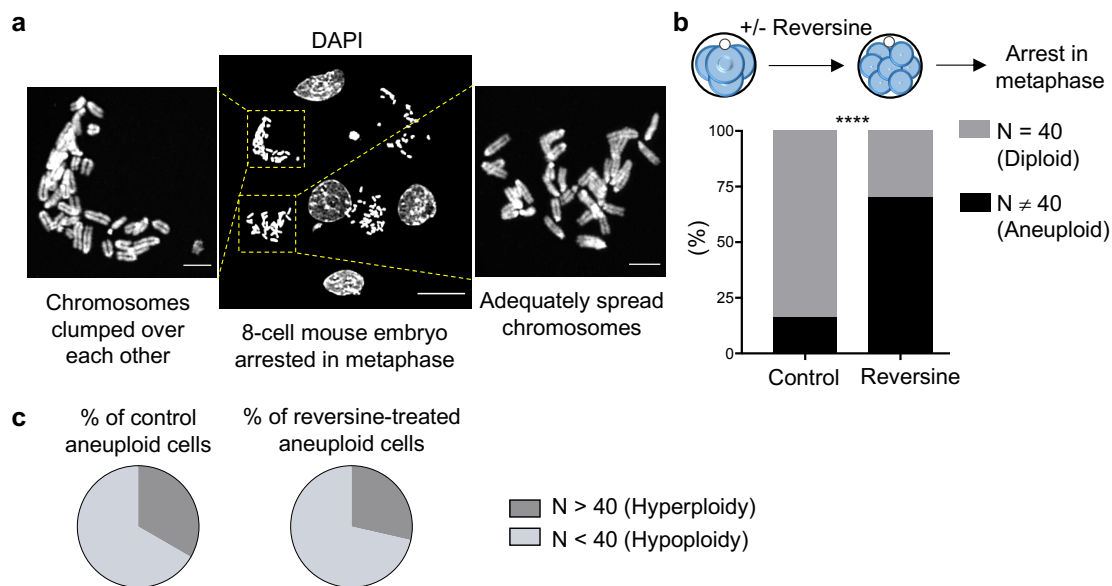 a
DAPI
Chromosomes
clumped over
each other
8-cell mouse embryo
arrested in metaphase
Adequately spread
chromosomes
b
+/- Reversine
Arrest in
metaphase
****
100
75
50
25
0
(%)
Control
Reversine
N = 40
(Diploid)
N ≠ 40
(Aneuploid)
c
% of control
aneuploid cells
% of reversine-treated
aneuploid cells
N > 40 (Hyperploidy)
N < 40 (Hypoploidy)